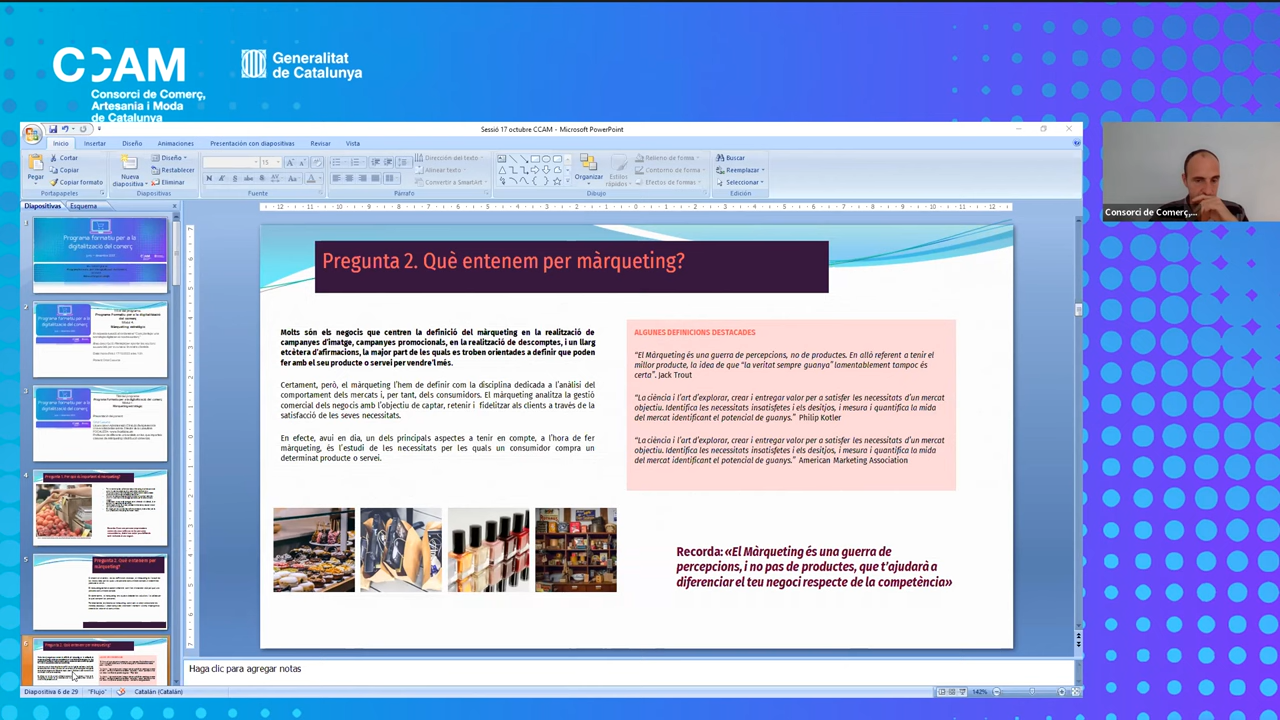 CCAM
Consorci de Comerç,
Artesania i Moda
de Catalunya
Generalitat
de Catalunya
Sessió 17 octubre CCAM - Microsoft PowerPoint
Inicio Insertar Diseño Animaciones Presentación con diapositivas Revisar Vista
Pegar
Cortar
Copiar
Copiar formato
Portapapeles
Nueva
diapositiva
Diseño
Restablecer
Eliminar
Diapositivas
Fuente
Dirección del texto
Alinear texto
Convertir a SmartArt
Párrafo
Organizar
Estilos
rápidos
Relleno de forma
Contorno de forma
Efectos de formas
Dibujo
Buscar
Reemplazar
Seleccionar
Edición
Diapositivas Esquema
Programa formatiu per a la
digitalització del comerç
Pregunta 2. Què entenem per màrqueting?
Molts són els negocis que centren la definició del màrqueting en la realització de
campanyes d'imatge, campanyes promocionals, en la realització de descomptes, i un llarg
etcétera d'afirmacions, la major part de les quals es troben orientades a definir que poden
fer amb el seu producte o servei per vendre'l més.
Certament, però, el màrqueting l'hem de definir com la disciplina dedicada a l'anàlisi del
comportament dels mercats i, per tant, dels consumidors. El màrqueting analitza la gestió
comercial dels negocis amb l'objectiu de captar, retenir i fidelitzar als clients a través de la
satisfacció de les seves necessitats.
En efecte, avui en dia, un dels principals aspectes a tenir en compte, a l'hora de fer
màrqueting, és l'estudi de les necessitats per les quals un consumidor compra un
determinat producte o servei.
ALGUNES DEFINICIONS DESTACADES
"El Màrqueting és una guerra de percepcions, no de productes. En allò referent a tenir el
millor producte, la idea de que "la veritat sempre guanya" lamentablement tampoc és
certa". Jack Trout
"La ciència i l'art d'explorar, crear i entregar valor per a satisfer les necessitats d'un mercat
objectiu. Identifica les necessitats insatisfetes i els desitjos, i mesura i quantifica la mida
del mercat identificant el potencial de guanys." Philip Kotler
"La ciència i l'art d'explorar, crear i entregar valor per a satisfer les necessitats d'un mercat
objectiu. Identifica les necessitats insatisfetes i els desitjos, i mesura i quantifica la mida
del mercat identificant el potencial de guanys." American Marketing Association
Recorda: «El Màrqueting és una guerra de
percepcions, i no pas de productes, que t'ajudarà a
diferenciar el teu negoci respecte de la competència»
Haga clic para agregar notas
Diapositiva 6 de 29 "Flujo" Catalán (Catalán)
142%
Consorci de Comerç,...